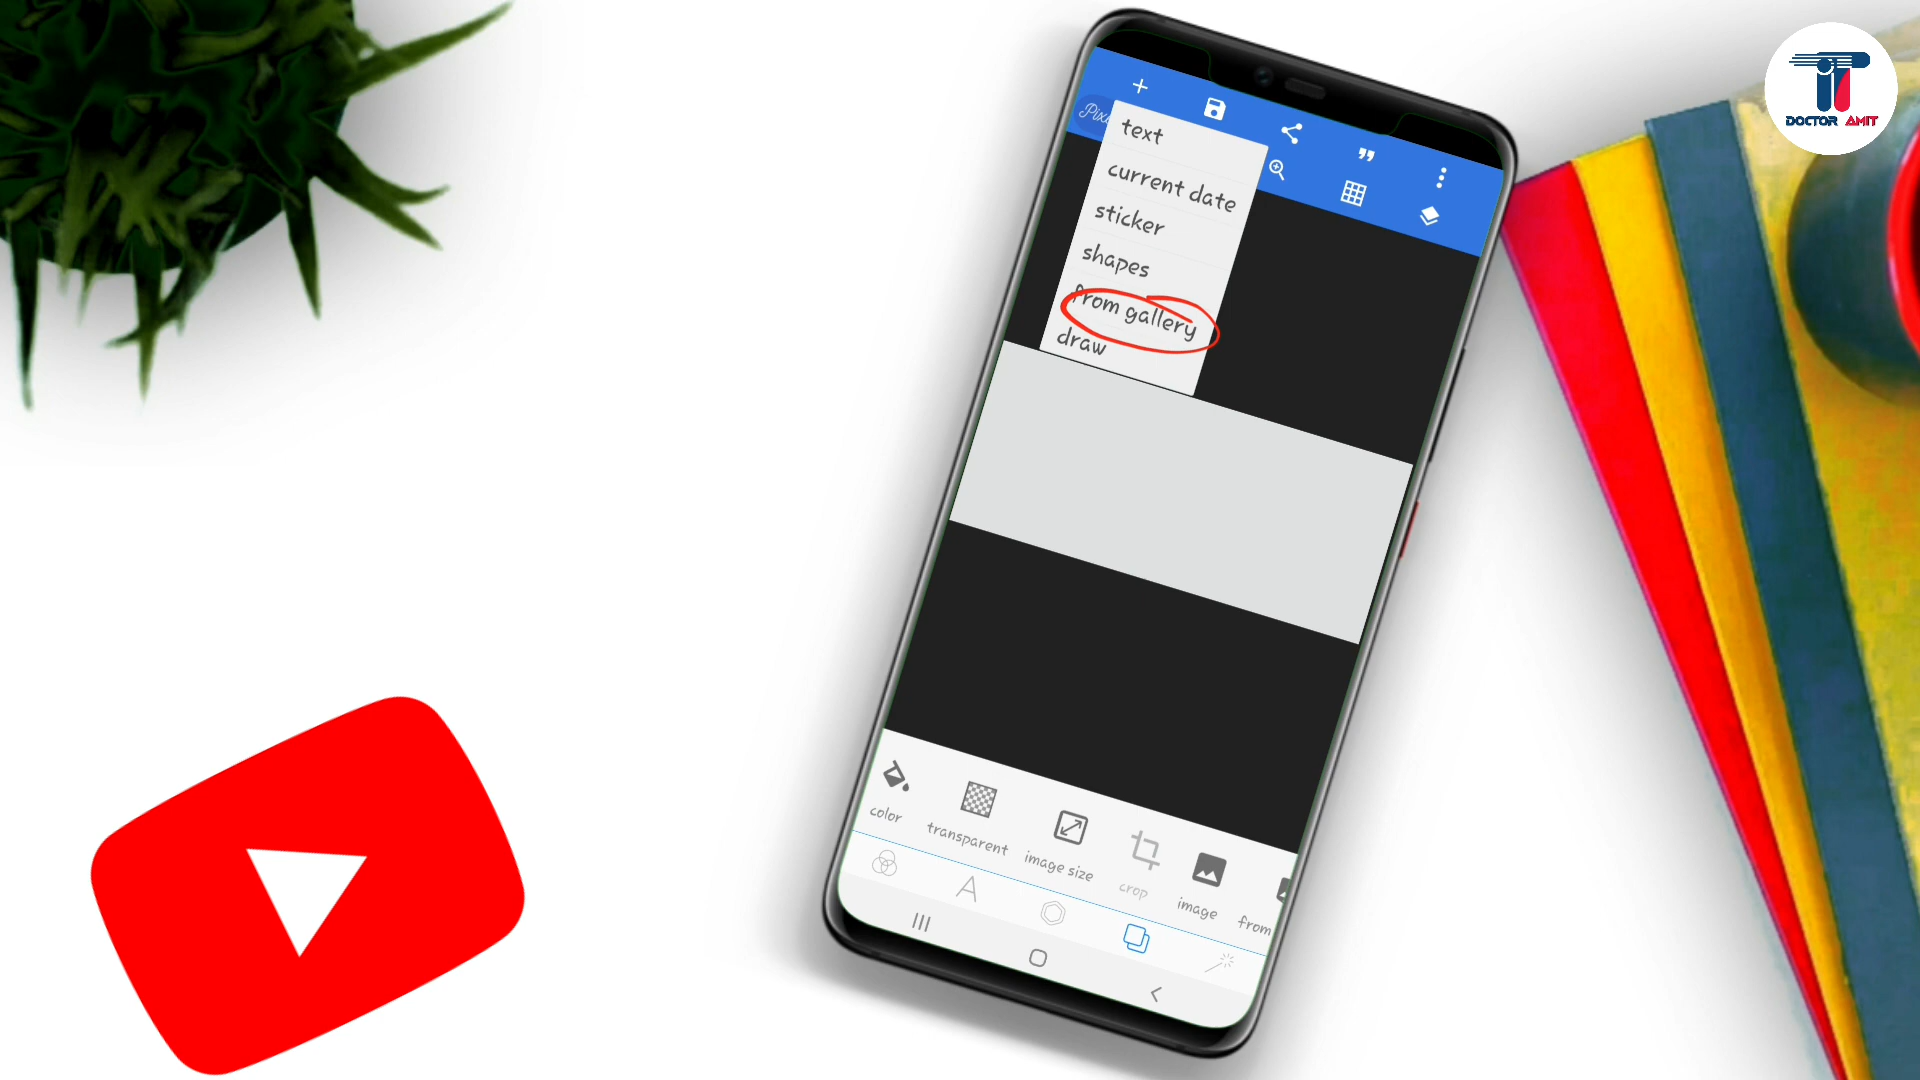 text
current date
sticker
shapes
from gallery
draw
color
transparent
image size
crop
image
from
DOCTOR AMIT